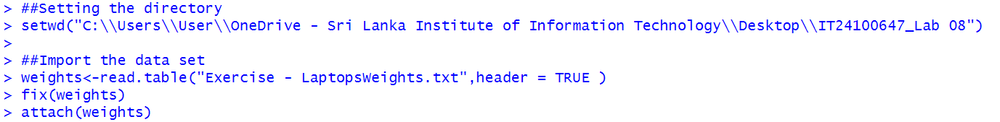 > ##Setting the directory
> setwd("C:\\Users\\User\\OneDrive - Sri Lanka Institute of Information Technology\\Desktop\\IT24100647_Lab 08")
>
> ##Import the data set
> weights<-read.table("Exercise - LaptopsWeights.txt",header = TRUE )
> fix(weights)
> attach(weights)